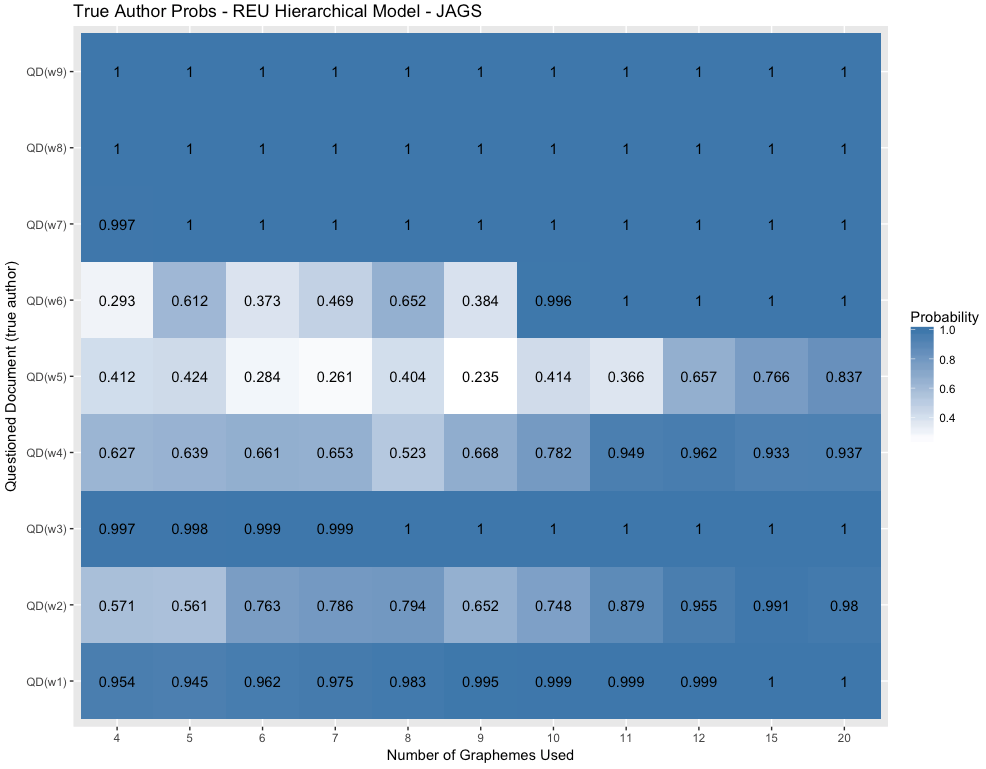 True Author Probs - REU Hierarchical Model - JAGS
Questioned Document (true author)
QD(w9) 1 1 1 1 1 1 1 1 1 1 1
QD(w8) 1 1 1 1 1 1 1 1 1 1 1
QD(w7) 0.997 1 1 1 1 1 1 1 1 1 1
QD(w6) 0.293 0.612 0.373 0.469 0.652 0.384 0.996 1 1 1 1
QD(w5) 0.412 0.424 0.284 0.261 0.404 0.235 0.414 0.366 0.657 0.766 0.837
QD(w4) 0.627 0.639 0.661 0.653 0.523 0.668 0.782 0.949 0.962 0.933 0.937
QD(w3) 0.997 0.998 0.999 0.999 1 1 1 1 1 1 1
QD(w2) 0.571 0.561 0.763 0.786 0.794 0.652 0.748 0.879 0.955 0.991 0.98
QD(w1) 0.954 0.945 0.962 0.975 0.983 0.995 0.999 0.999 0.999 1 1
4 5 6 7 8 9 10 11 12 15 20
Number of Graphemes Used
Probability
1.0
0.8
0.6
0.4